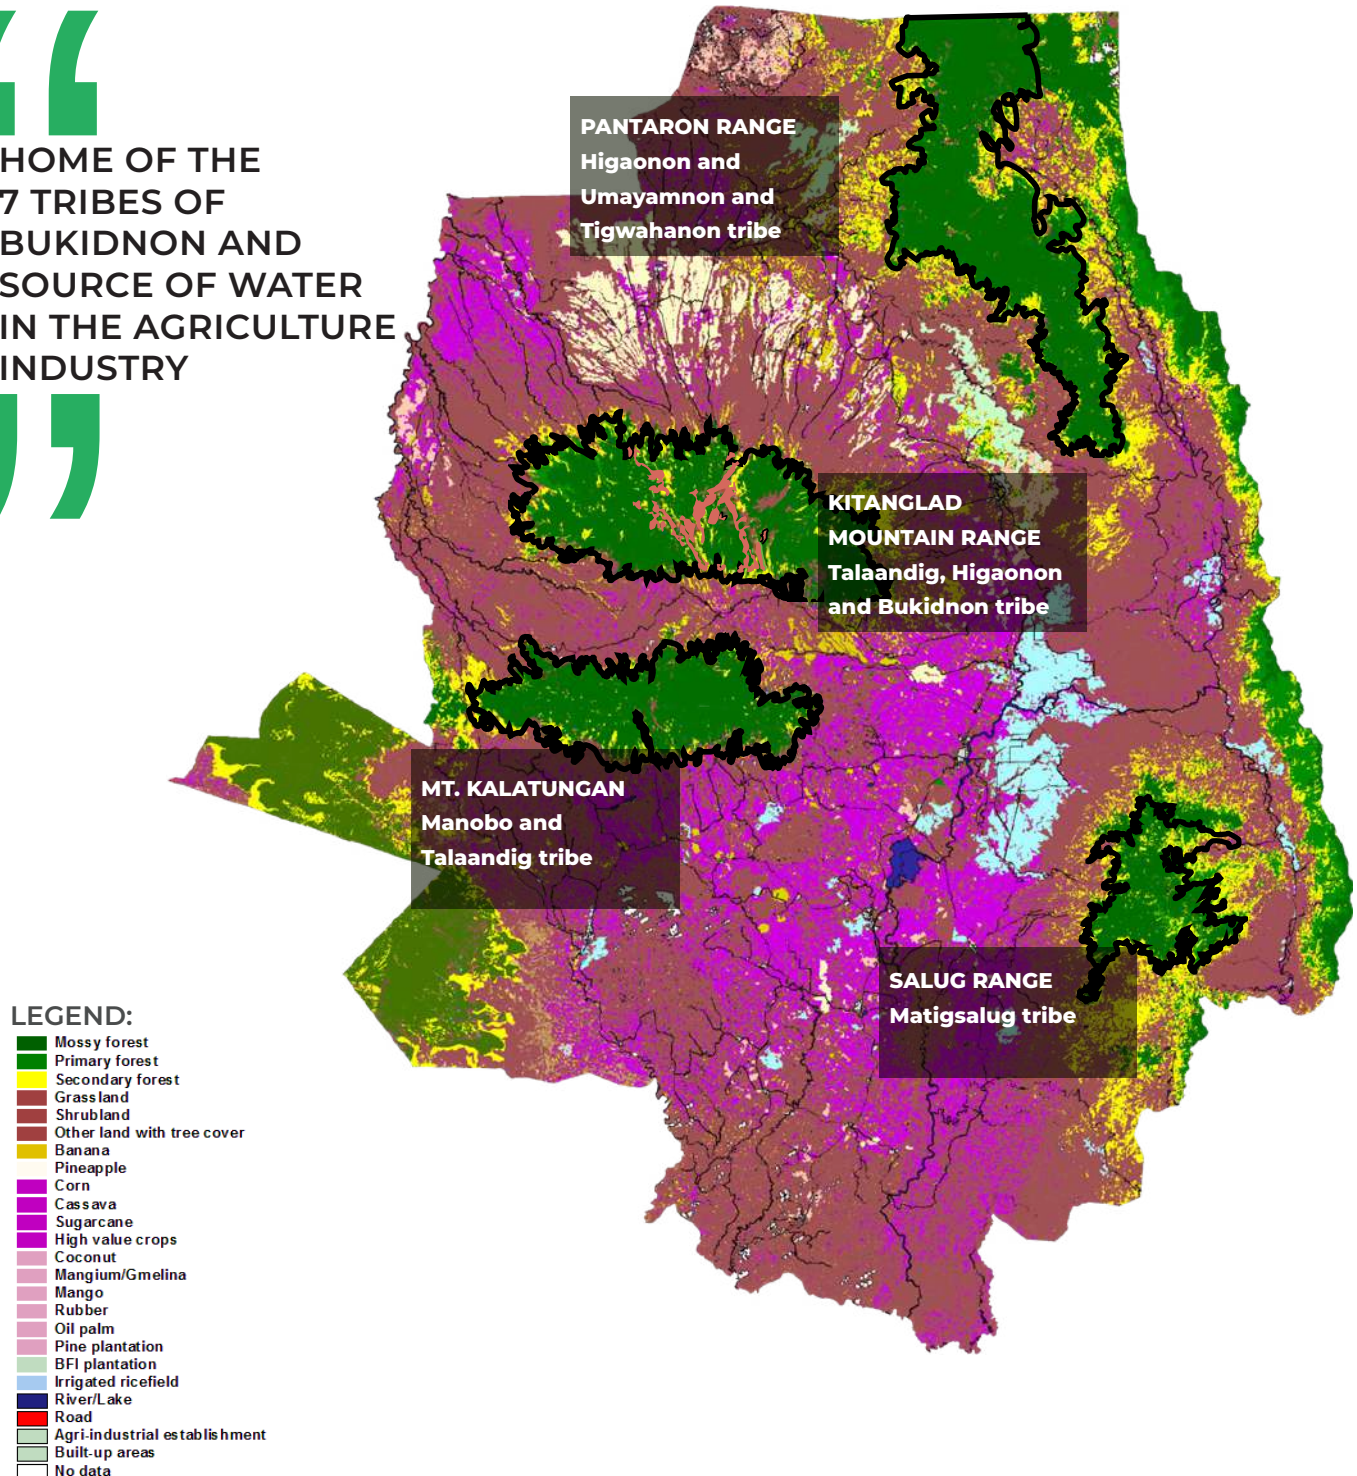 “
HOME OF THE
7 TRIBES OF
BUKIDNON AND
SOURCE OF WATER
IN THE AGRICULTURE
INDUSTRY
”
PANTARON RANGE
Higaonon and
Umayamnon and
Tigwahanon tribe
KITANGLAD
MOUNTAIN RANGE
Talaandig, Higaonon
and Bukidnon tribe
MT. KALATUNGAN
Manobo and
Talaandig tribe
SALUG RANGE
Matigsalug tribe
LEGEND:
Mossy forest
Primary forest
Secondary forest
Grassland
Shrubland
Other land with tree cover
Banana
Pineapple
Corn
Cassava
Sugarcane
High value crops
Coconut
Mangium/Gmelina
Mango
Rubber
Oil palm
Pine plantation
BFI plantation
Irrigated ricefield
River/Lake
Road
Agri-industrial establishment
Built-up areas
No data